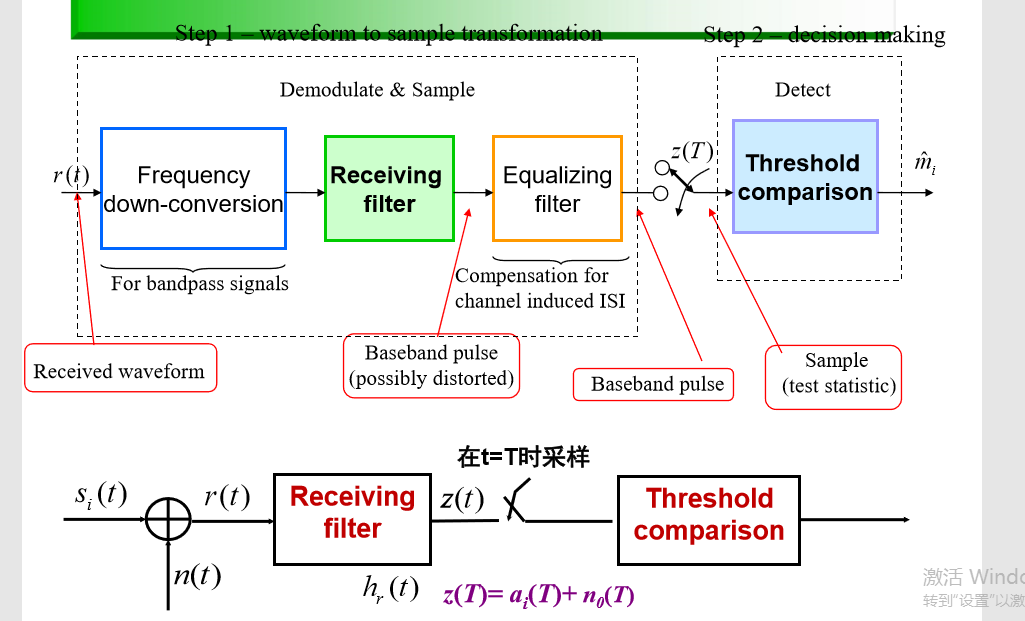 Step 1 – waveform to sample transformation
Step 2 – decision making
Demodulate & Sample
Detect
r(t)
Frequency
down-conversion
Receiving
filter
Equalizing
filter
z(T)
Threshold
comparison
m̂ᵢ
For bandpass signals
Compensation for
channel induced ISI
Received waveform
Baseband pulse
(possibly distorted)
Baseband pulse
Sample
(test statistic)
在t=T时采样
sᵢ(t)
r(t)
Receiving
filter
z(t)
Threshold
comparison
n(t)
hᵣ(t)
z(T)= aᵢ(T)+ n₀(T)
激活 Windo
转到“设置”以激